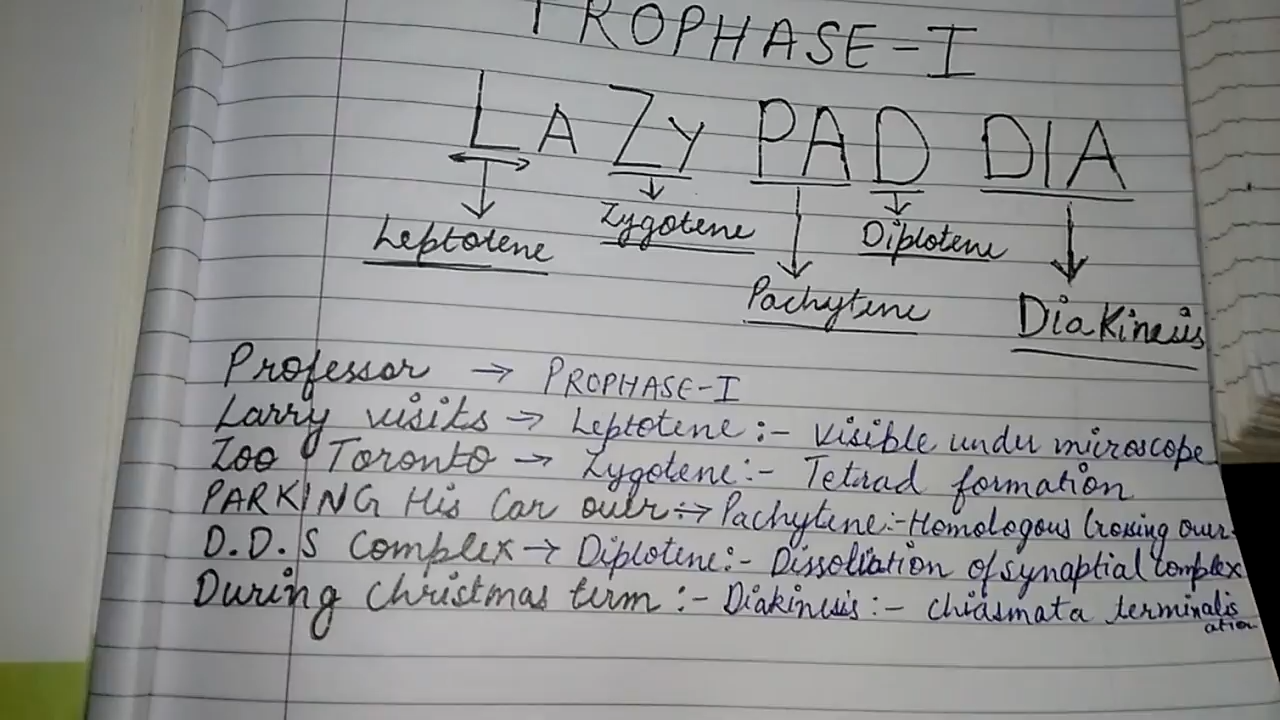 PROPHASE-I
LAZY PAD DIA
Leptotene Zygotene Pachytene Diplotene Diakinesis
Professor → PROPHASE-I
Larry visits → Leptotene :- visible under microscope
Zoo Toronto → Zygotene :- Tetrad formation
PARKING His Car over :→ Pachytene :- Homologous Crossing over.
D.D.S Complex → Diplotene :- Dissoliation of synaptial complex
During Christmas term :- Diakinesis :- chiasmata terminalis
ation